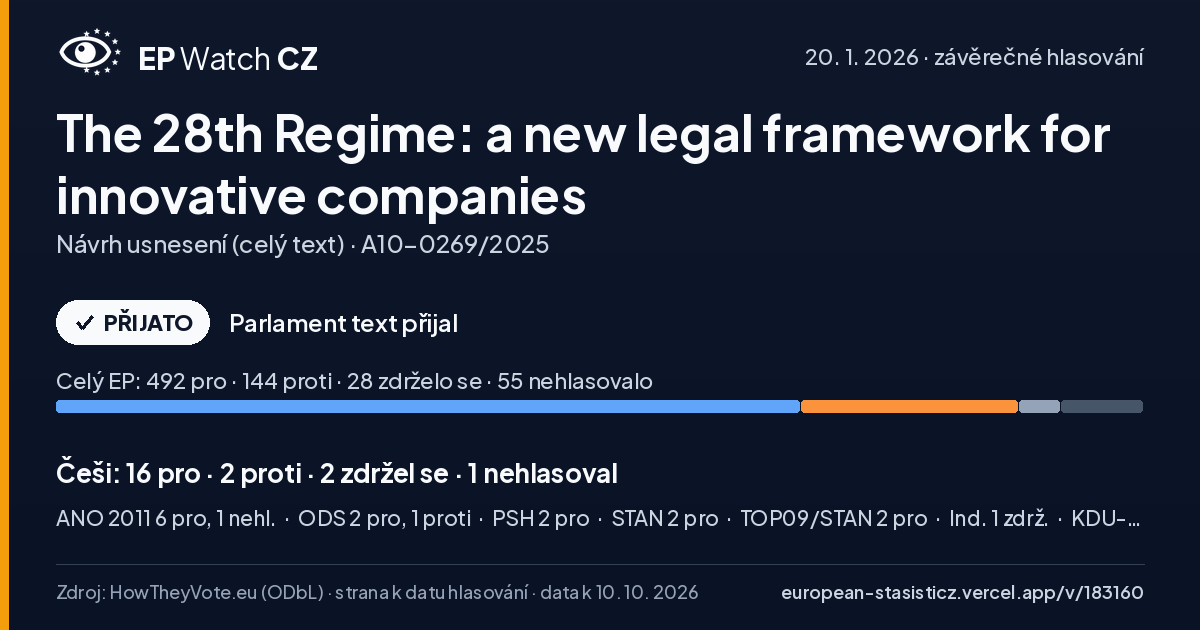 EP Watch CZ
20. 1. 2026 · závěrečné hlasování
The 28th Regime: a new legal framework for
innovative companies
Návrh usnesení (celý text) · A10-0269/2025
✓ PŘIJATO
Parlament text přijal
Celý EP: 492 pro · 144 proti · 28 zdrželo se · 55 nehlasovalo
Češi: 16 pro · 2 proti · 2 zdržel se · 1 nehlasoval
ANO 2011 6 pro, 1 nehl. · ODS 2 pro, 1 proti · PSH 2 pro · STAN 2 pro · TOP09/STAN 2 pro · Ind. 1 zdrž. · KDU-…
Zdroj: HowTheyVote.eu (ODbL) · strana k datu hlasování · data k 10. 10. 2026
european-stasisticz.vercel.app/v/183160